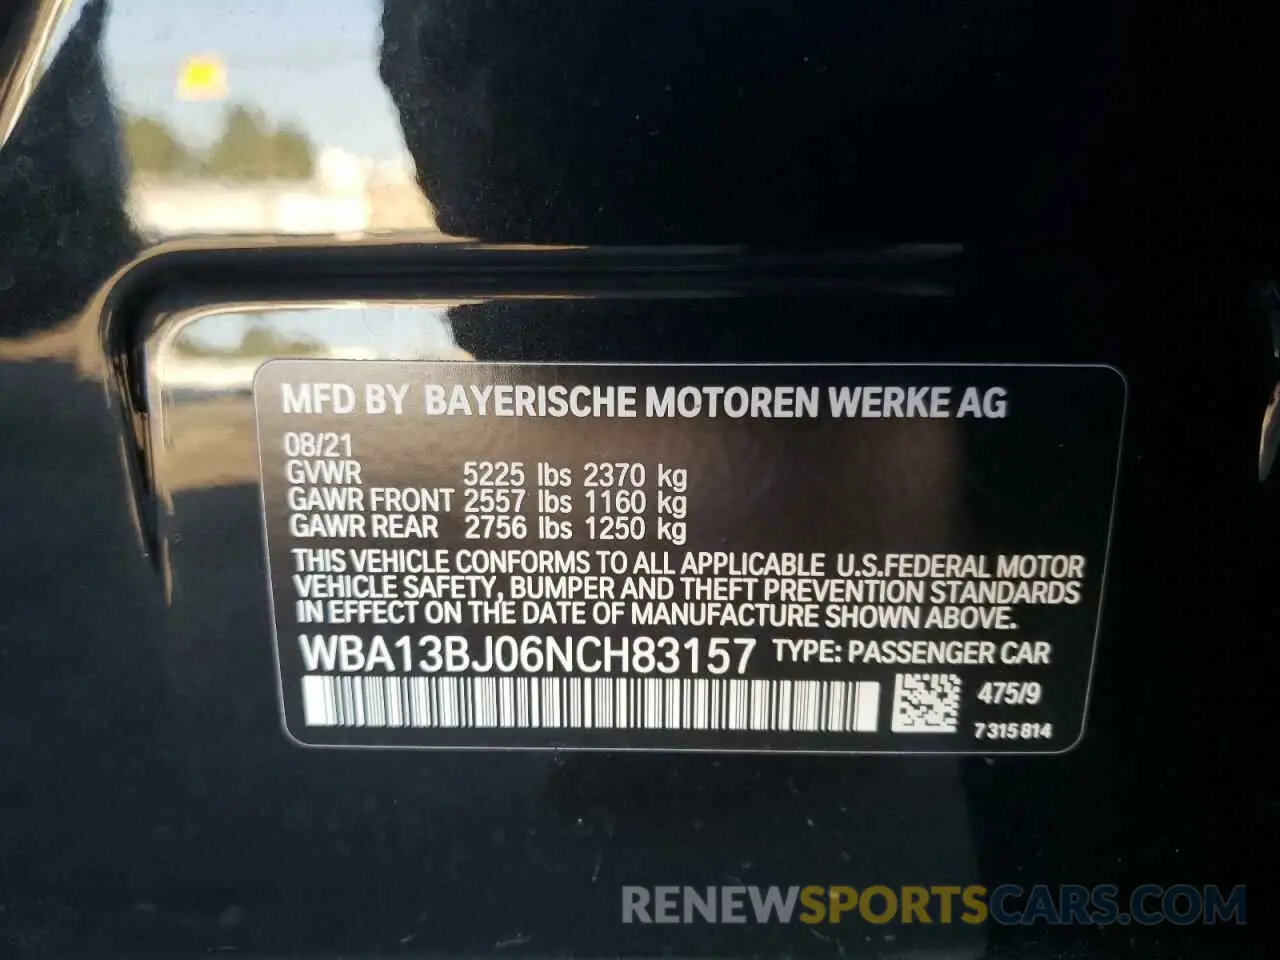 MFD BY BAYERISCHE MOTOREN WERKE AG
08/21
GVWR 5225 lbs 2370 kg
GAWR FRONT 2557 lbs 1160 kg
GAWR REAR 2756 lbs 1250 kg
THIS VEHICLE CONFORMS TO ALL APPLICABLE U.S.FEDERAL MOTOR
VEHICLE SAFETY, BUMPER AND THEFT PREVENTION STANDARDS
IN EFFECT ON THE DATE OF MANUFACTURE SHOWN ABOVE.
WBA13BJ06NCH83157 TYPE: PASSENGER CAR
475/9
7315814
RENEWSPORTSCARS.COM